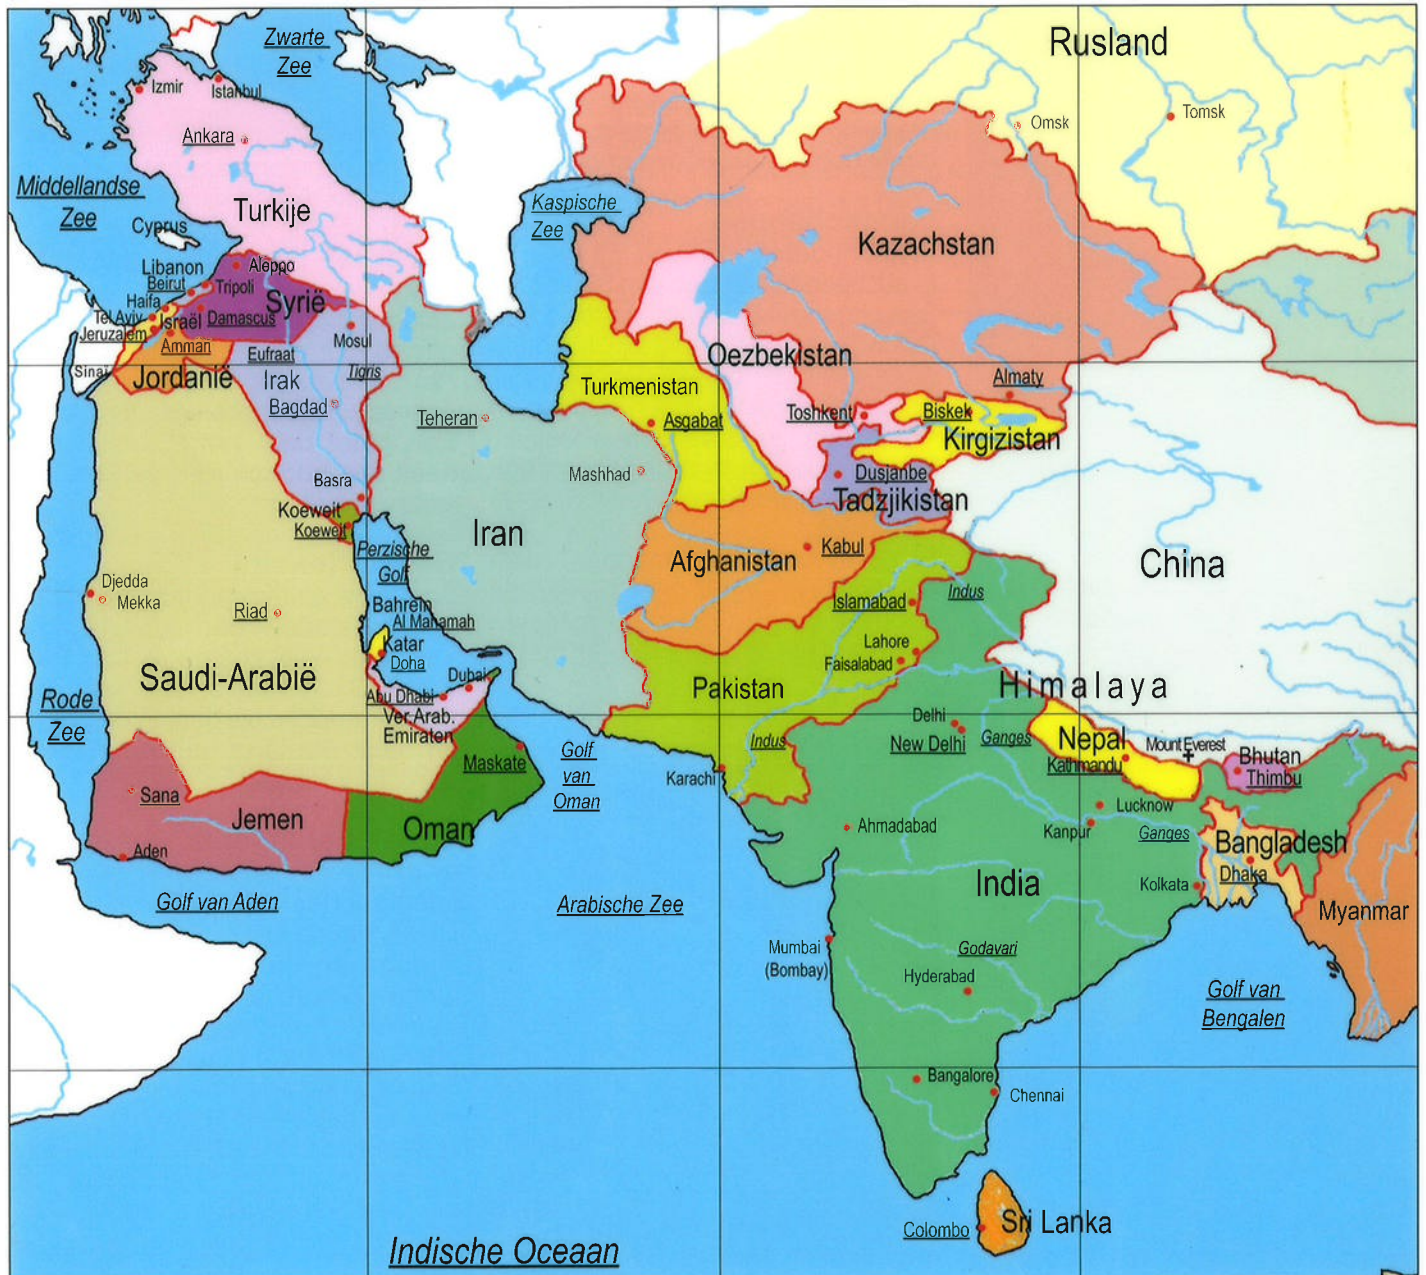 Zwarte
Zee
Rusland
Izmir
Istanbul
Ankara
Omsk
Tomsk
Middellandse
Zee
Turkije
Kaspische
Zee
Cyprus
Kazachstan
Libanon
Aleppo
Beirut
Tripoli
Haifa
Syrië
Tel Aviv
Israël
Damascus
Jeruzalem
Amman
Mosul
Eufraat
Oezbekistan
Sinaï
Jordanië
Irak
Tigris
Turkmenistan
Almaty
Bagdad
Teheran
Asgabat
Toshkent
Biskek
Kirgizistan
Mashhad
Dusjanbe
Basra
Tadzjikistan
Koeweit
Koeweit
Iran
Perzische
Golf
Afghanistan
Kabul
China
Djedda
Mekka
Riad
Bahrein
Al Manamah
Islamabad
Indus
Katar
Doha
Lahore
Faisalabad
Saudi-Arabië
Dubai
Abu Dhabi
Pakistan
Himalaya
Rode
Zee
Ver.Arab.
Emiraten
Delhi
New Delhi
Ganges
Nepal
Mount Everest
Indus
Maskate
Golf
van
Oman
Karachi
Kathmandu
Bhutan
Thimbu
Sana
Jemen
Oman
Ahmadabad
Lucknow
Kanpur
Ganges
Bangladesh
Aden
Dhaka
India
Kolkata
Golf van Aden
Arabische Zee
Myanmar
Mumbai
(Bombay)
Godavari
Hyderabad
Golf van
Bengalen
Bangalore
Chennai
Colombo
Sri Lanka
Indische Oceaan